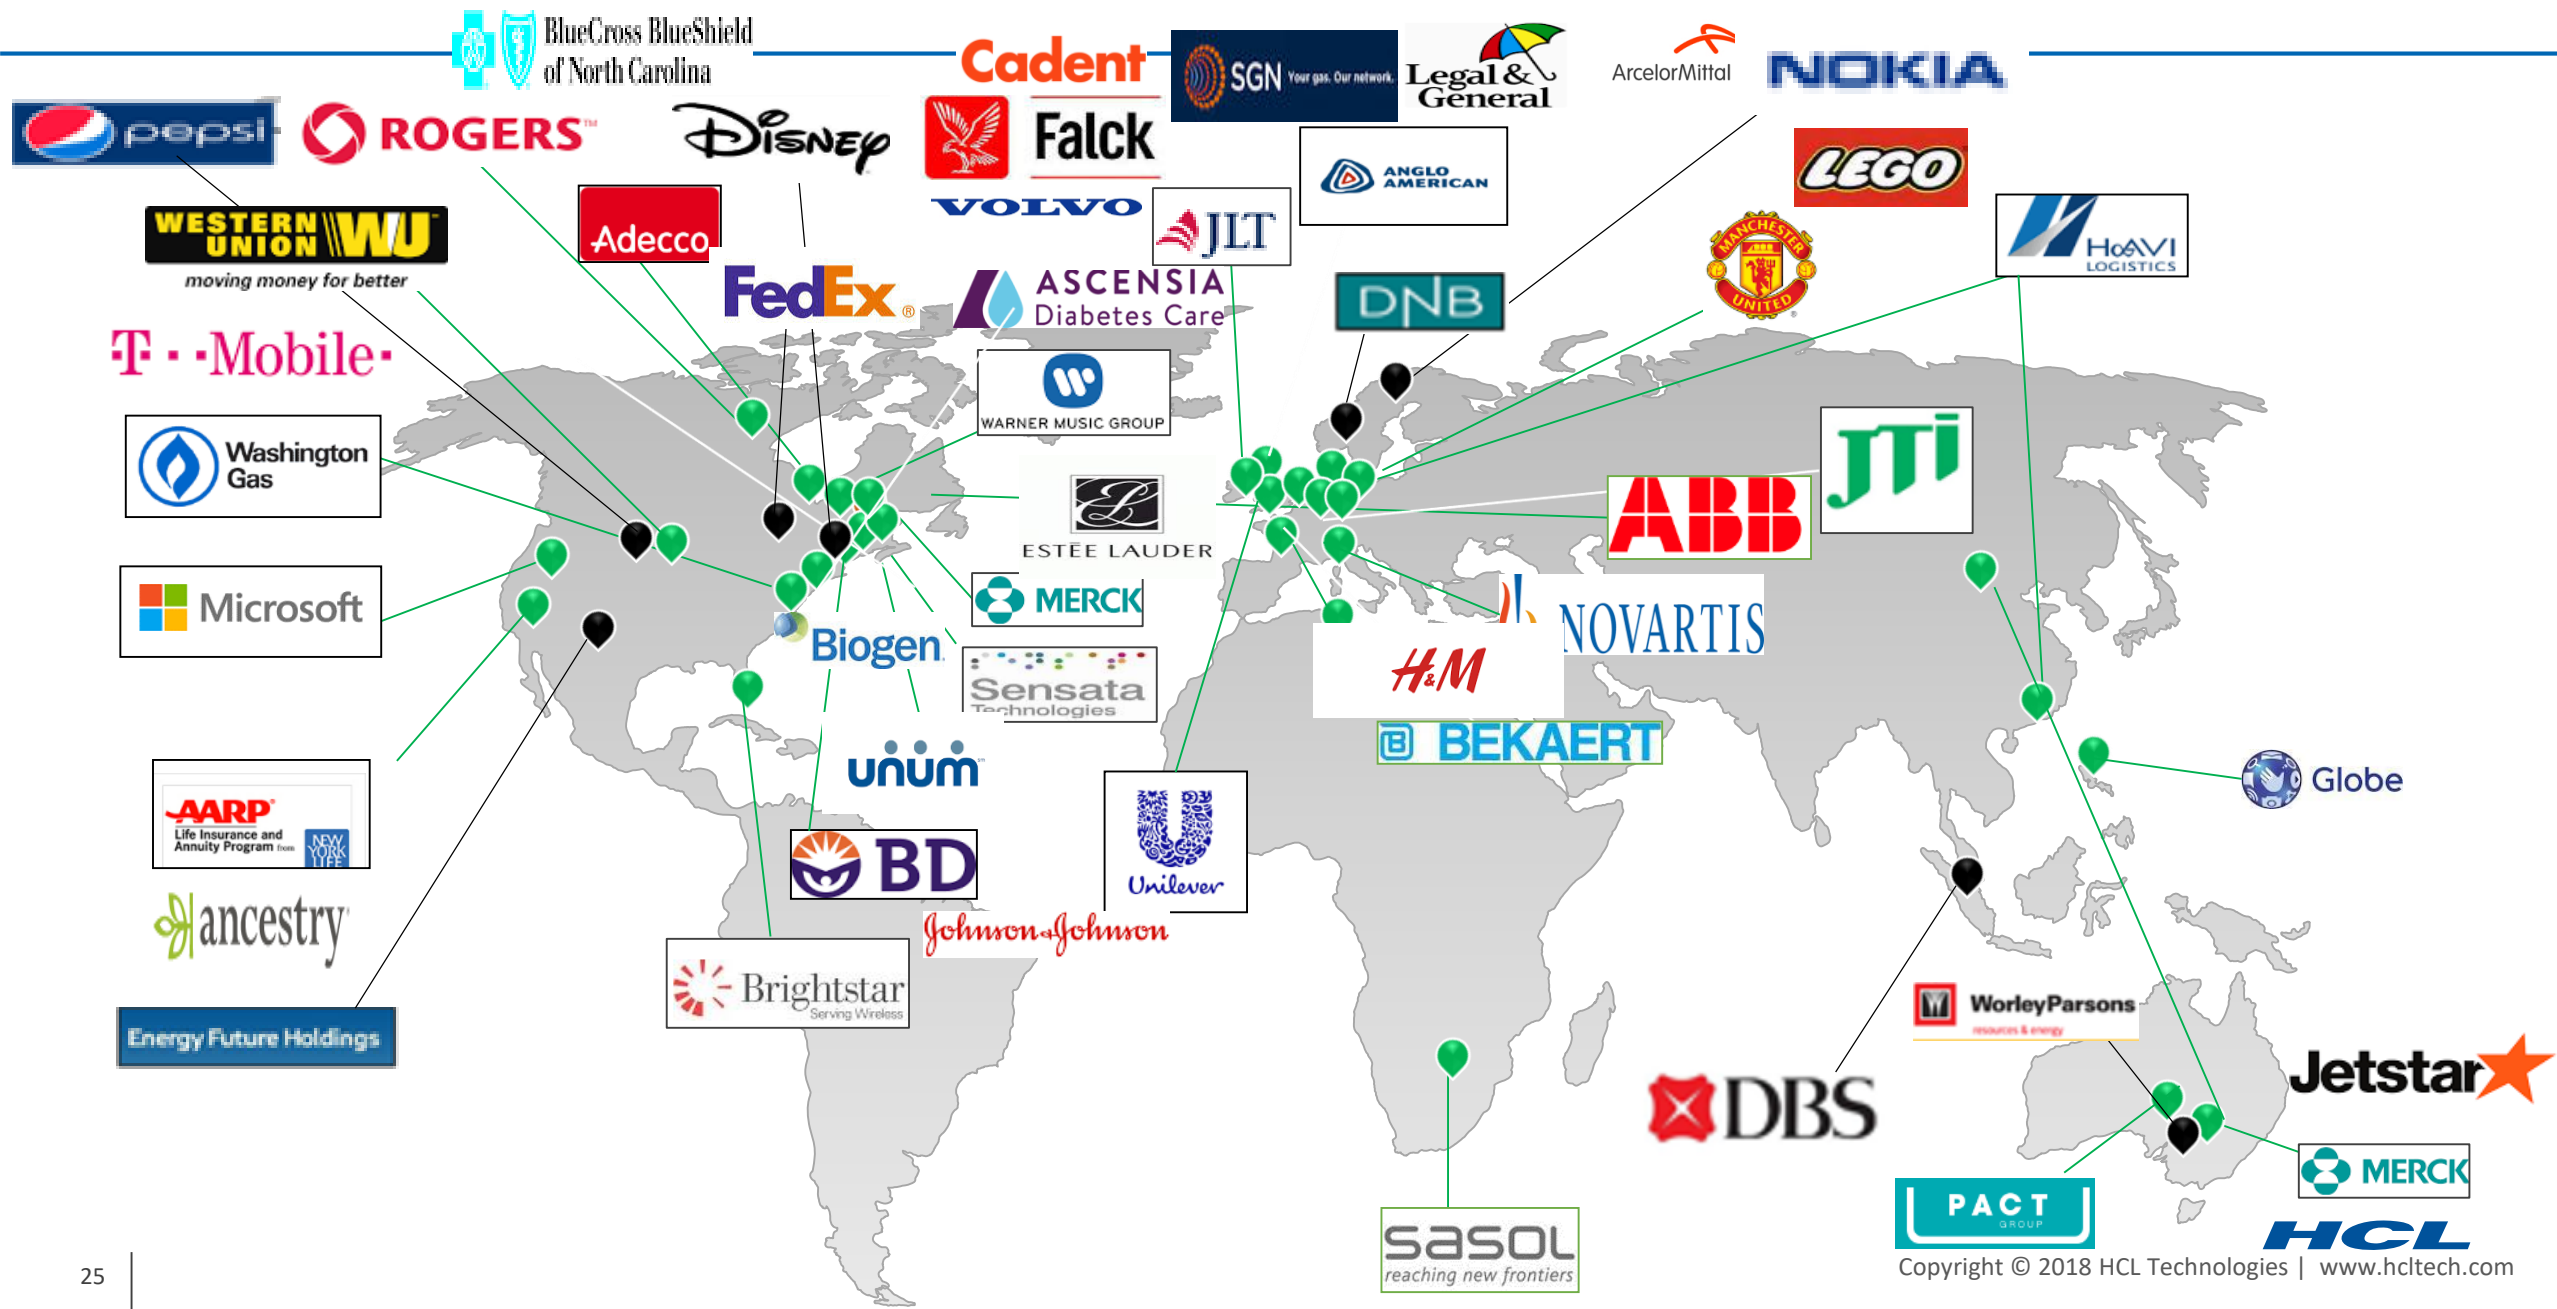 BlueCross BlueShield
of North Carolina
Cadent
SGN Your gas. Our network.
Legal &
General
ArcelorMittal
NOKIA
pepsi
ROGERS™
DISNEY
Falck
ANGLO
AMERICAN
LEGO
WESTERN
UNION WU
moving money for better
Adecco
VOLVO
JLT
MANCHESTER
UNITED
HAVI
LOGISTICS
FedEx®
ASCENSIA
Diabetes Care
DNB
T··Mobile·
WARNER MUSIC GROUP
Washington
Gas
JTi
ABB
ESTĒE LAUDER
Microsoft
MERCK
Biogen
NOVARTIS
H&M
Sensata
Technologies
BEKAERT
unum
Globe
AARP®
Life Insurance and
Annuity Program from
NEW
YORK
LIFE
BD
Unilever
ancestry
Johnson & Johnson
Brightstar
Serving Wireless
WorleyParsons
resources & energy
Energy Future Holdings
Jetstar
DBS
MERCK
PACT
GROUP
sasol
reaching new frontiers
HCL
25
Copyright © 2018 HCL Technologies | www.hcltech.com